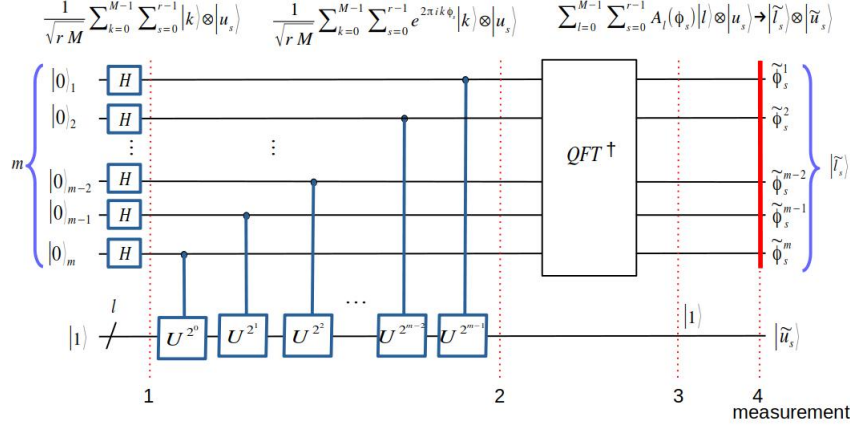 1/√(r M) ∑_{k=0}^{M-1} ∑_{s=0}^{r-1} |k⟩⊗|u_s⟩
1/√(r M) ∑_{k=0}^{M-1} ∑_{s=0}^{r-1} e^{2πi k ϕ_s} |k⟩⊗|u_s⟩
∑_{l=0}^{M-1} ∑_{s=0}^{r-1} A_l(ϕ_s)|l⟩⊗|u_s⟩→|l̃_s⟩⊗|ũ_s⟩
|0⟩_1 H ϕ̃_s^1
|0⟩_2 H ϕ̃_s^2
⋮ ⋮ QFT† ⋮
m |l̃_s⟩
|0⟩_{m-2} H ϕ̃_s^{m-2}
|0⟩_{m-1} H ϕ̃_s^{m-1}
|0⟩_m H ϕ̃_s^m
l ... |1⟩
|1⟩ U^{2^0} U^{2^1} U^{2^2} U^{2^{m-2}} U^{2^{m-1}} |ũ_s⟩
1 2 3 4
measurement